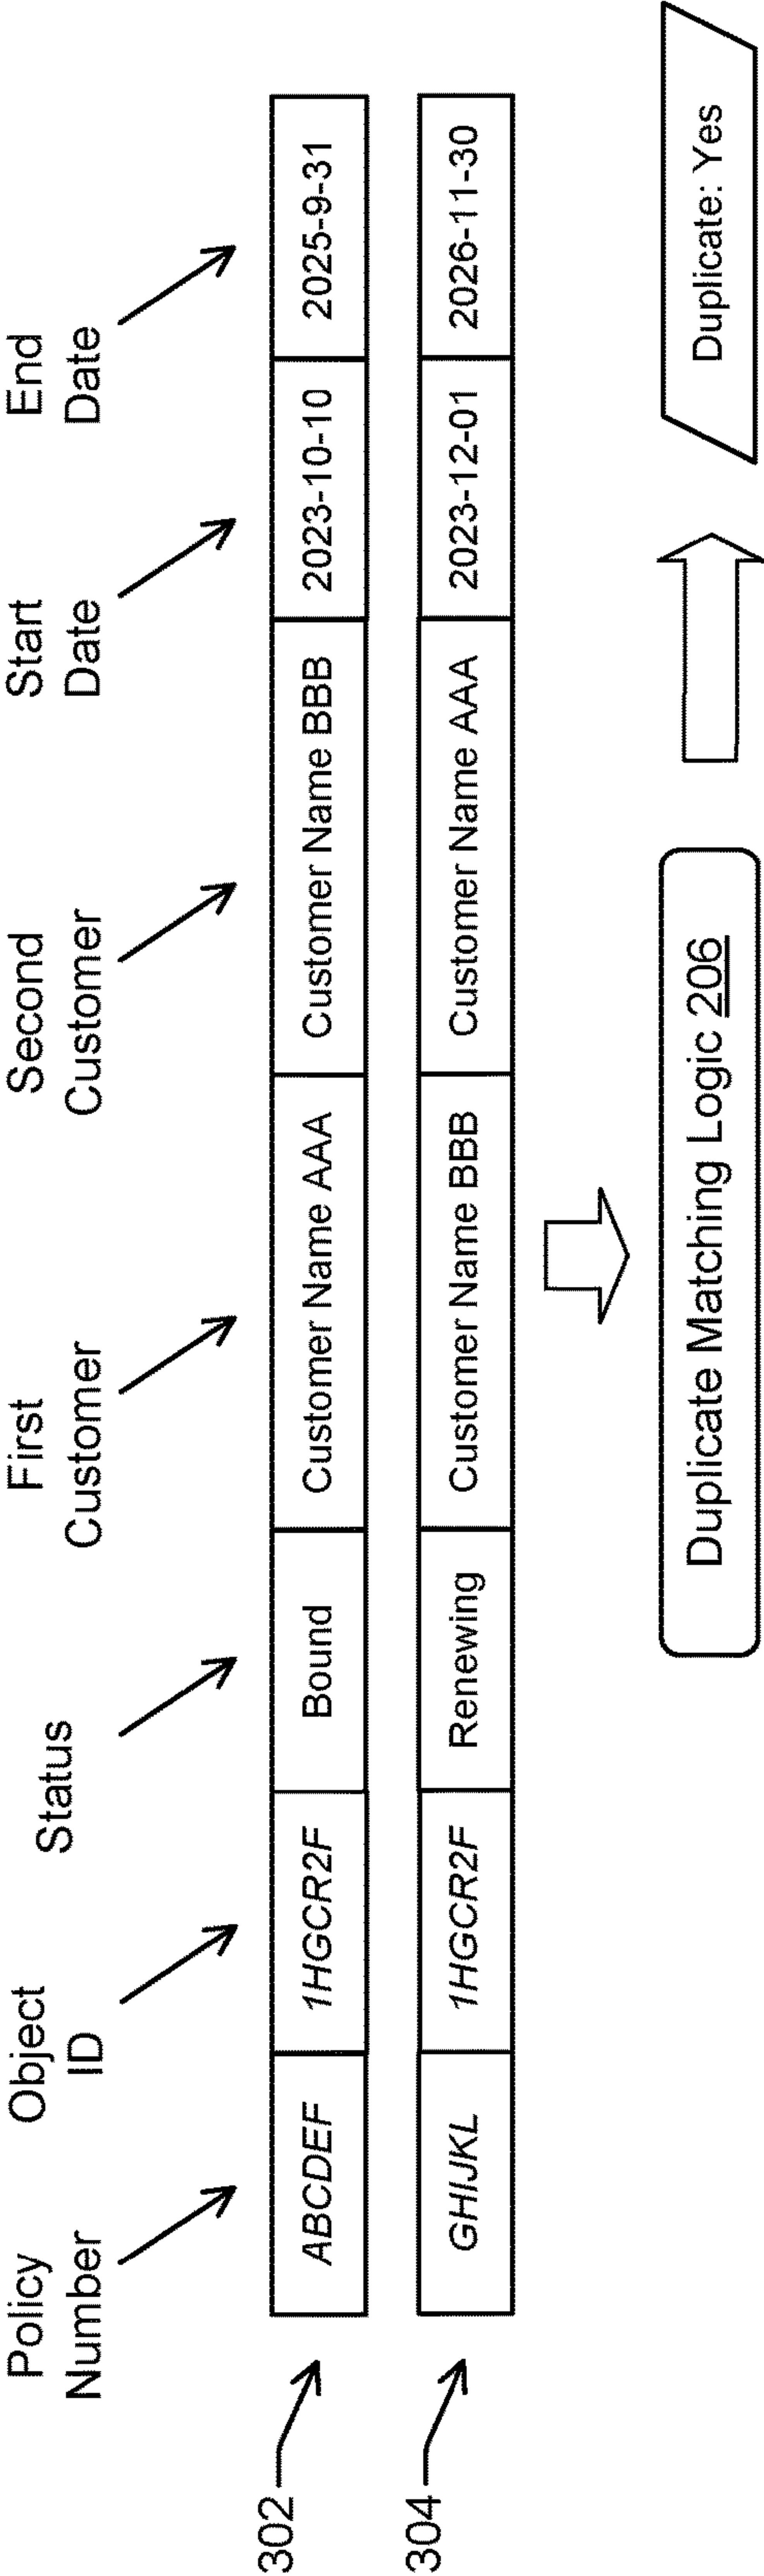 Policy
Number
Object
ID
Status
First
Customer
Second
Customer
Start
Date
End
Date
302
ABCDEF
1HGCR2F
Bound
Customer Name AAA
Customer Name BBB
2023-10-10
2025-9-31
304
GHIJKL
1HGCR2F
Renewing
Customer Name BBB
Customer Name AAA
2023-12-01
2026-11-30
Duplicate Matching Logic 206
Duplicate: Yes